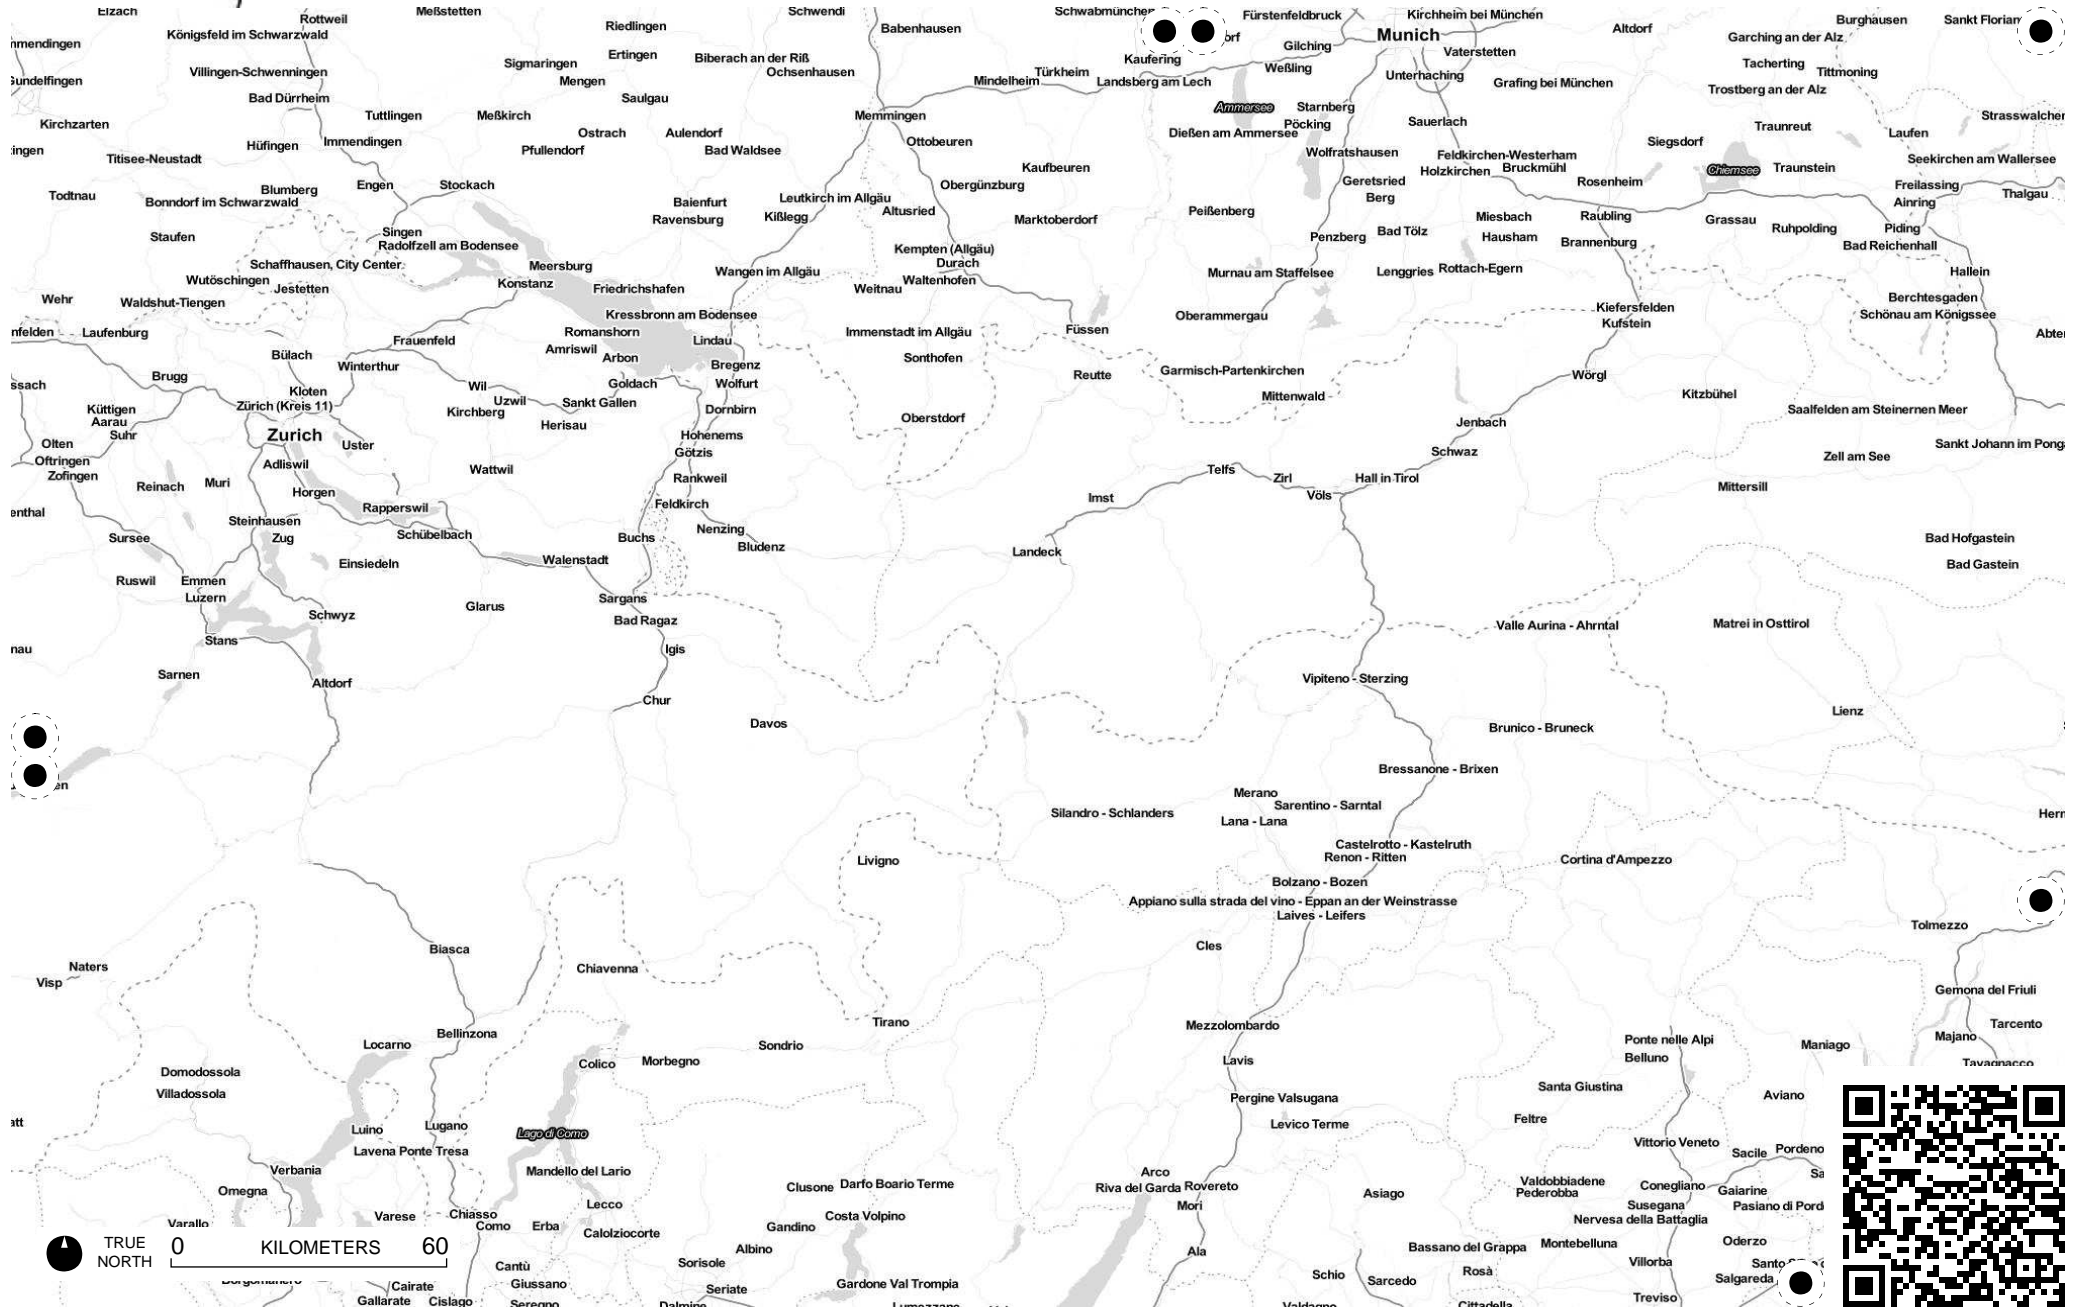 Elzach
Rottweil
Meßstetten
Riedlingen
Schwendi
Babenhausen
Schwabmünchen
Fürstenfeldbruck
Kirchheim bei München
Altdorf
Burghausen
Königsfeld im Schwarzwald
Munich
Garching an der Alz
Gilching
Vaterstetten
Ertingen
Biberach an der Riß
Kaufering
Sigmaringen
Tacherting
Villingen-Schwenningen
Ochsenhausen
Türkheim
Weßling
Unterhaching
Tittmoning
Mengen
Mindelheim
Landsberg am Lech
Grafing bei München
Trostberg an der Alz
Bad Dürrheim
Saulgau
Ammersee
Starnberg
Tuttlingen
Meßkirch
Memmingen
Pöcking
Sauerlach
Strasswalchen
Kirchzarten
Ostrach
Aulendorf
Dießen am Ammersee
Traunreut
Laufen
Hüfingen
Immendingen
Pfullendorf
Bad Waldsee
Ottobeuren
Wolfratshausen
Feldkirchen-Westerham
Siegsdorf
Titisee-Neustadt
Kaufbeuren
Holzkirchen
Bruckmühl
Chiemsee
Traunstein
Seekirchen am Wallersee
Todtnau
Blumberg
Engen
Stockach
Obergünzburg
Geretsried
Rosenheim
Freilassing
Bonndorf im Schwarzwald
Baienfurt
Leutkirch im Allgäu
Berg
Ainring
Thalgau
Ravensburg
Kißlegg
Altusried
Marktoberdorf
Peißenberg
Miesbach
Raubling
Grassau
Staufen
Singen
Penzberg
Bad Tölz
Hausham
Brannenburg
Ruhpolding
Piding
Radolfzell am Bodensee
Kempten (Allgäu)
Bad Reichenhall
Schaffhausen, City Center
Meersburg
Wangen im Allgäu
Durach
Murnau am Staffelsee
Lenggries
Rottach-Egern
Hallein
Wutöschingen
Jestetten
Konstanz
Friedrichshafen
Weitnau
Waltenhofen
Wehr
Waldshut-Tiengen
Kressbronn am Bodensee
Oberammergau
Kiefersfelden
Berchtesgaden
Laufenburg
Frauenfeld
Romanshorn
Lindau
Immenstadt im Allgäu
Füssen
Kufstein
Schönau am Königssee
Bülach
Amriswil
Arbon
Bregenz
Sonthofen
Winterthur
Reutte
Garmisch-Partenkirchen
Wörgl
Brugg
Kloten
Wil
Goldach
Wolfurt
Mittenwald
Kitzbühel
Küttigen
Zürich (Kreis 11)
Uzwil
Sankt Gallen
Dornbirn
Saalfelden am Steinernen Meer
Aarau
Kirchberg
Herisau
Oberstdorf
Jenbach
Suhr
Zurich
Uster
Hohenems
Sankt Johann im Pong
Olten
Götzis
Schwaz
Zell am See
Oftringen
Adliswil
Wattwil
Telfs
Zirl
Hall in Tirol
Zofingen
Reinach
Muri
Horgen
Rankweil
Völs
Mittersill
Rapperswil
Feldkirch
Imst
Steinhausen
Nenzing
Sursee
Zug
Schübelbach
Buchs
Bludenz
Landeck
Bad Hofgastein
Einsiedeln
Walenstadt
Bad Gastein
Ruswil
Emmen
Luzern
Glarus
Sargans
Schwyz
Bad Ragaz
Valle Aurina - Ahrntal
Matrei in Osttirol
Stans
Igis
Sarnen
Altdorf
Vipiteno - Sterzing
Chur
Davos
Lienz
Brunico - Bruneck
Bressanone - Brixen
Merano
Silandro - Schlanders
Sarentino - Sarntal
Lana - Lana
Castelrotto - Kastelruth
Renon - Ritten
Livigno
Cortina d'Ampezzo
Bolzano - Bozen
Appiano sulla strada del vino - Eppan an der Weinstrasse
Laives - Leifers
Tolmezzo
Biasca
Cles
Naters
Visp
Chiavenna
Gemona del Friuli
Bellinzona
Tirano
Mezzolombardo
Tarcento
Locarno
Sondrio
Ponte nelle Alpi
Majano
Colico
Morbegno
Lavis
Belluno
Maniago
Tavagnacco
Domodossola
Villadossola
Santa Giustina
Aviano
Pergine Valsugana
Levico Terme
Feltre
Luino
Lugano
Lago di Como
Vittorio Veneto
Lavena Ponte Tresa
Sacile
Pordeno
Verbania
Mandello del Lario
Arco
Omegna
Clusone
Darfo Boario Terme
Riva del Garda
Rovereto
Asiago
Valdobbiadene
Pederobba
Conegliano
Gaiarine
Lecco
Mori
Susegana
Pasiano di Pord
Varallo
Varese
Chiasso
Como
Erba
Calolziocorte
Costa Volpino
Gandino
Nervesa della Battaglia
TRUE NORTH
0 KILOMETERS 60
Albino
Ala
Bassano del Grappa
Montebelluna
Oderzo
Cantù
Sorisole
Schio
Rosà
Villorba
Salgareda
Borgomanero
Cairate
Giussano
Seriate
Gardone Val Trompia
Sarcedo
Gallarate
Cislago
Seregno
Dalmine
Lumezzane
Valdagno
Cittadella
Treviso